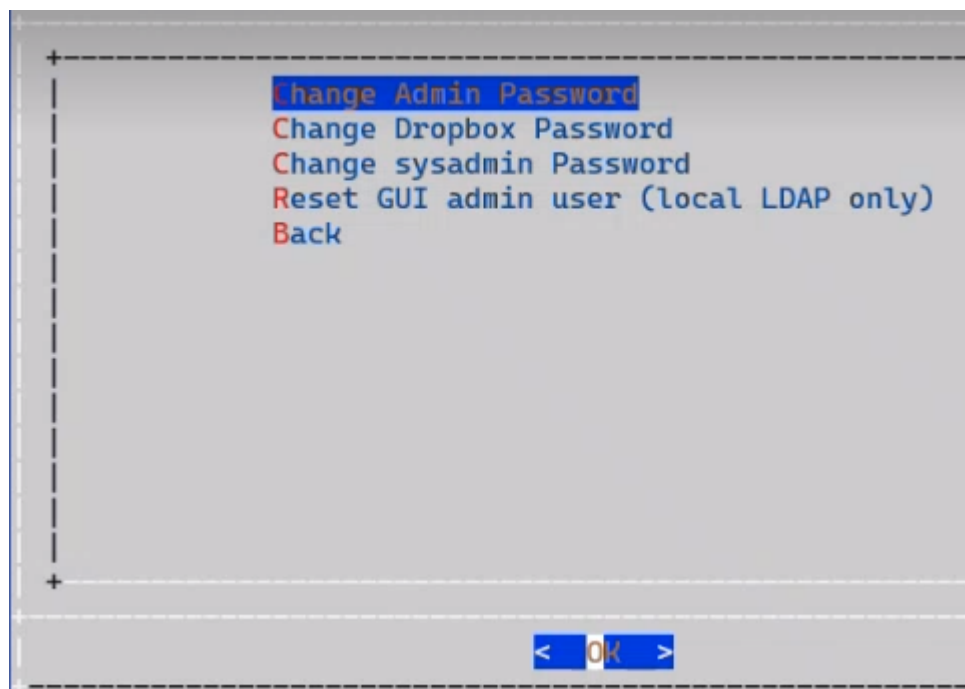 Change Admin Password
Change Dropbox Password
Change sysadmin Password
Reset GUI admin user (local LDAP only)
Back
< OK >